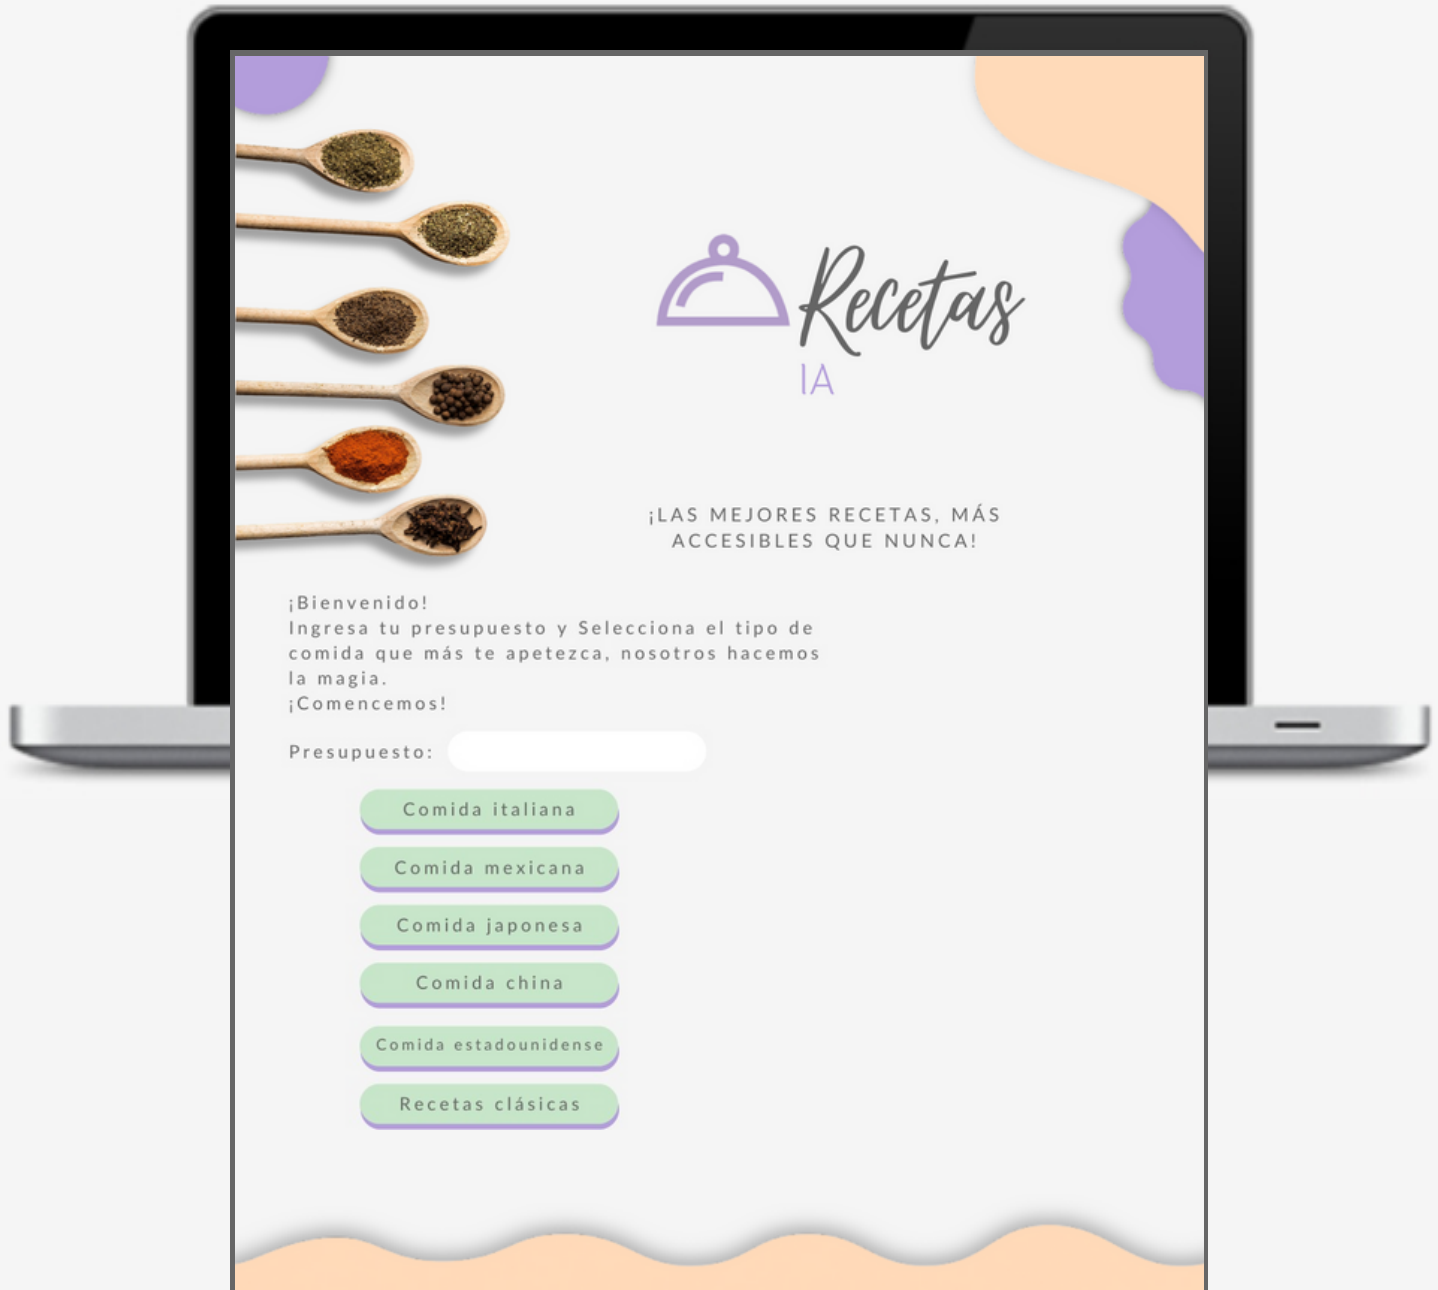 Recetas
IA
¡LAS MEJORES RECETAS, MÁS
ACCESIBLES QUE NUNCA!
¡Bienvenido!
Ingresa tu presupuesto y Selecciona el tipo de
comida que más te apetezca, nosotros hacemos
la magia.
¡Comencemos!
Presupuesto:
Comida italiana
Comida mexicana
Comida japonesa
Comida china
Comida estadounidense
Recetas clásicas